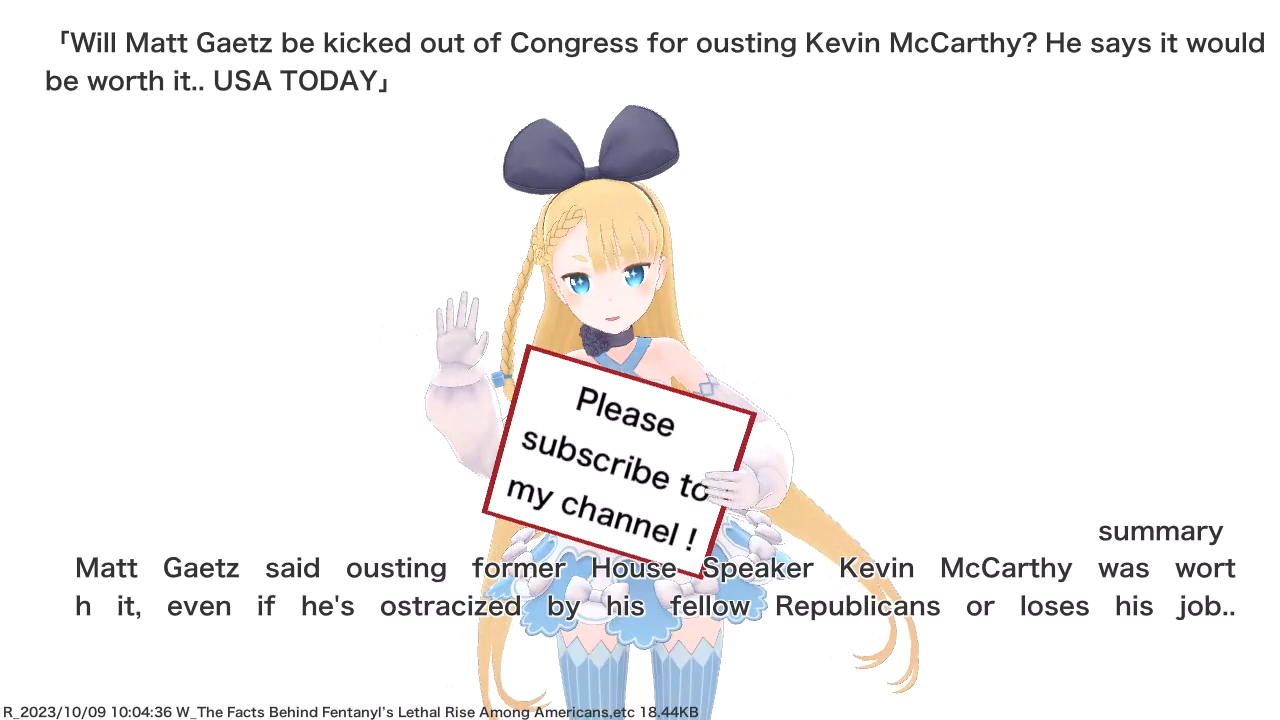 「Will Matt Gaetz be kicked out of Congress for ousting Kevin McCarthy? He says it would
be worth it.. USA TODAY」
Please
subscribe to
my channel !
summary
Matt Gaetz said ousting former House Speaker Kevin McCarthy was wort
h it, even if he's ostracized by his fellow Republicans or loses his job..
R_2023/10/09 10:04:36 W_The Facts Behind Fentanyl's Lethal Rise Among Americans,etc 18.44KB